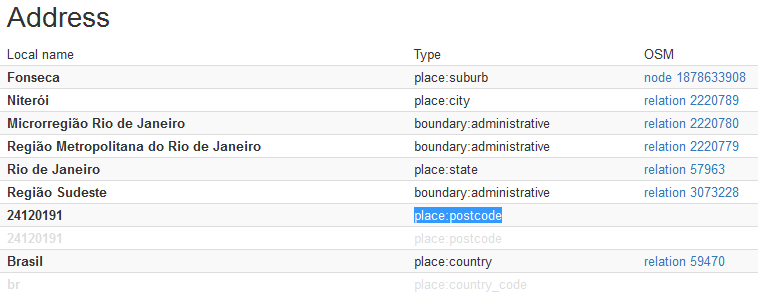 Address
Local name Type OSM
Fonseca place:suburb node 1878633908
Niterói place:city relation 2220789
Microrregião Rio de Janeiro boundary:administrative relation 2220780
Região Metropolitana do Rio de Janeiro boundary:administrative relation 2220779
Rio de Janeiro place:state relation 57963
Região Sudeste boundary:administrative relation 3073228
24120191 place:postcode
24120191 place:postcode
Brasil place:country relation 59470
br place:country_code